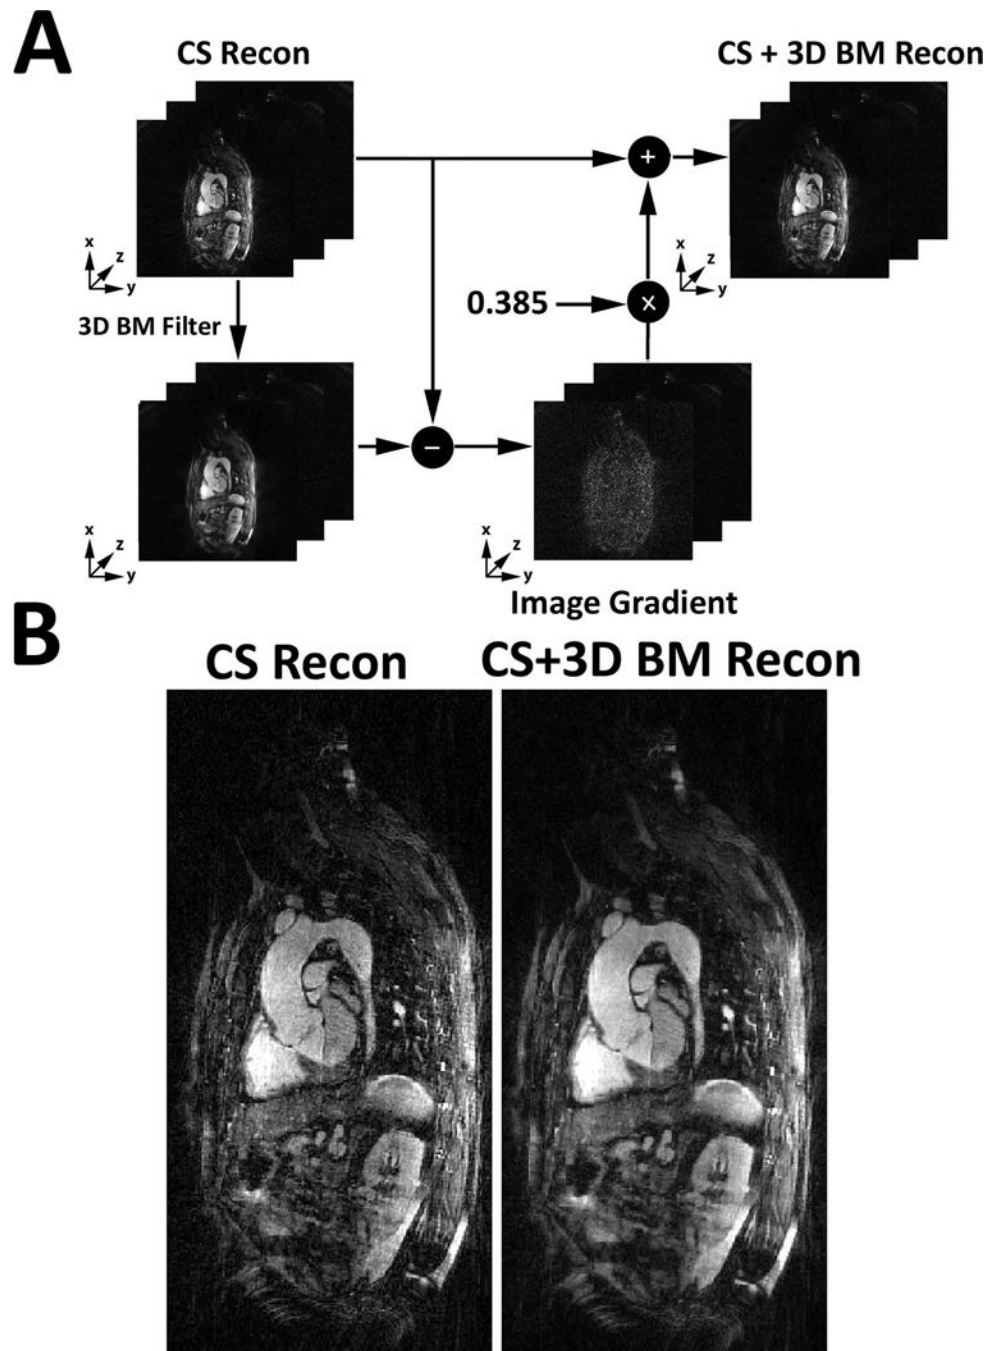 A
CS Recon
CS + 3D BM Recon
+
x
z
y
x
z
y
0.385
×
3D BM Filter
−
x
z
y
x
z
y
Image Gradient
B
CS Recon
CS+3D BM Recon